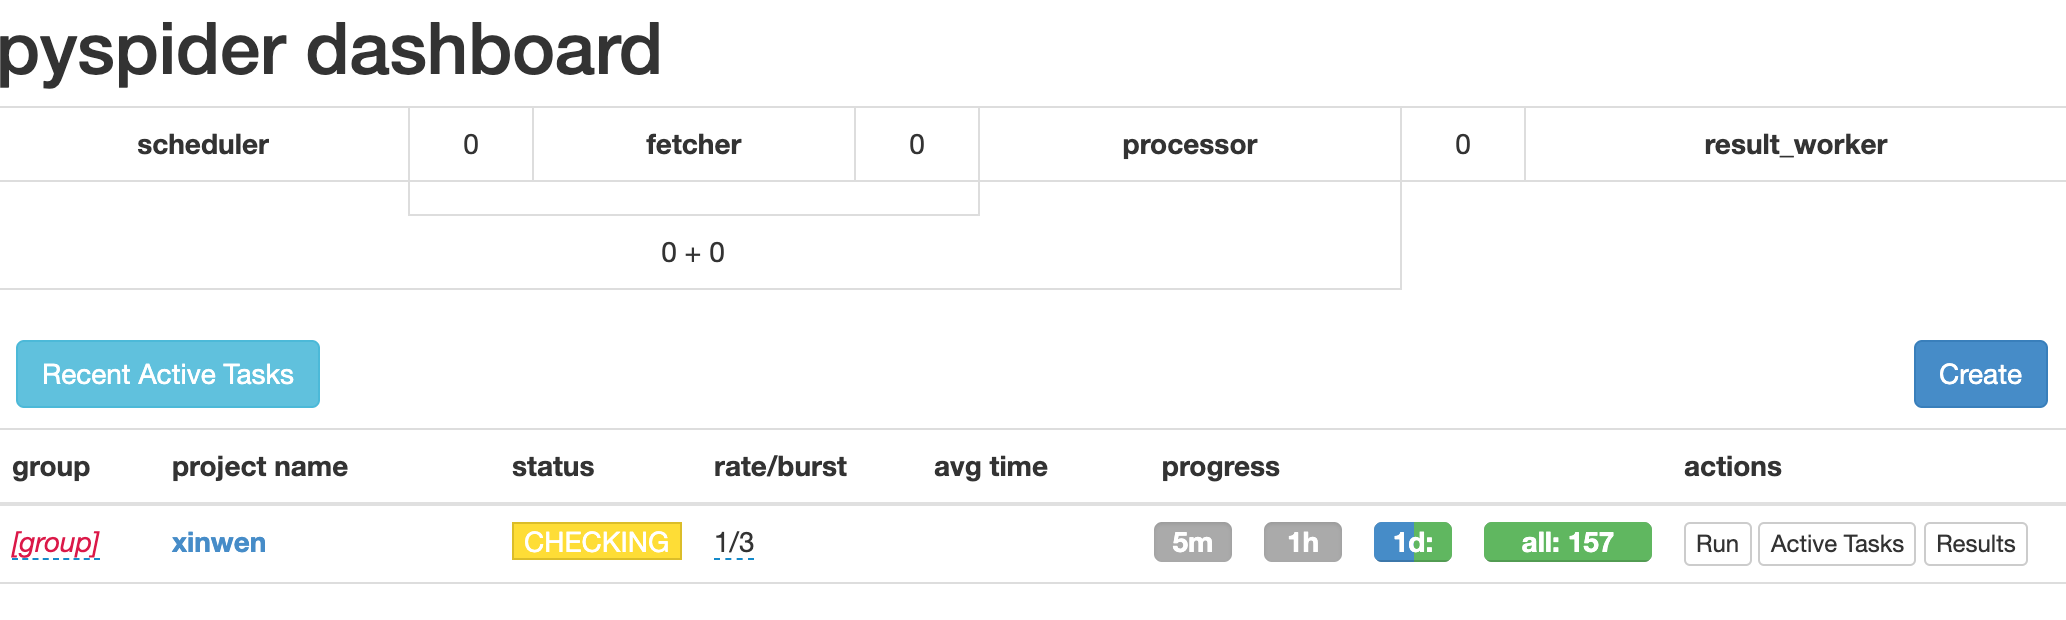 pyspider dashboard
scheduler 0 fetcher 0 processor 0 result_worker
0 + 0
Recent Active Tasks Create
group project name status rate/burst avg time progress actions
[group] xinwen CHECKING 1/3 5m 1h 1d: all: 157 Run Active Tasks Results